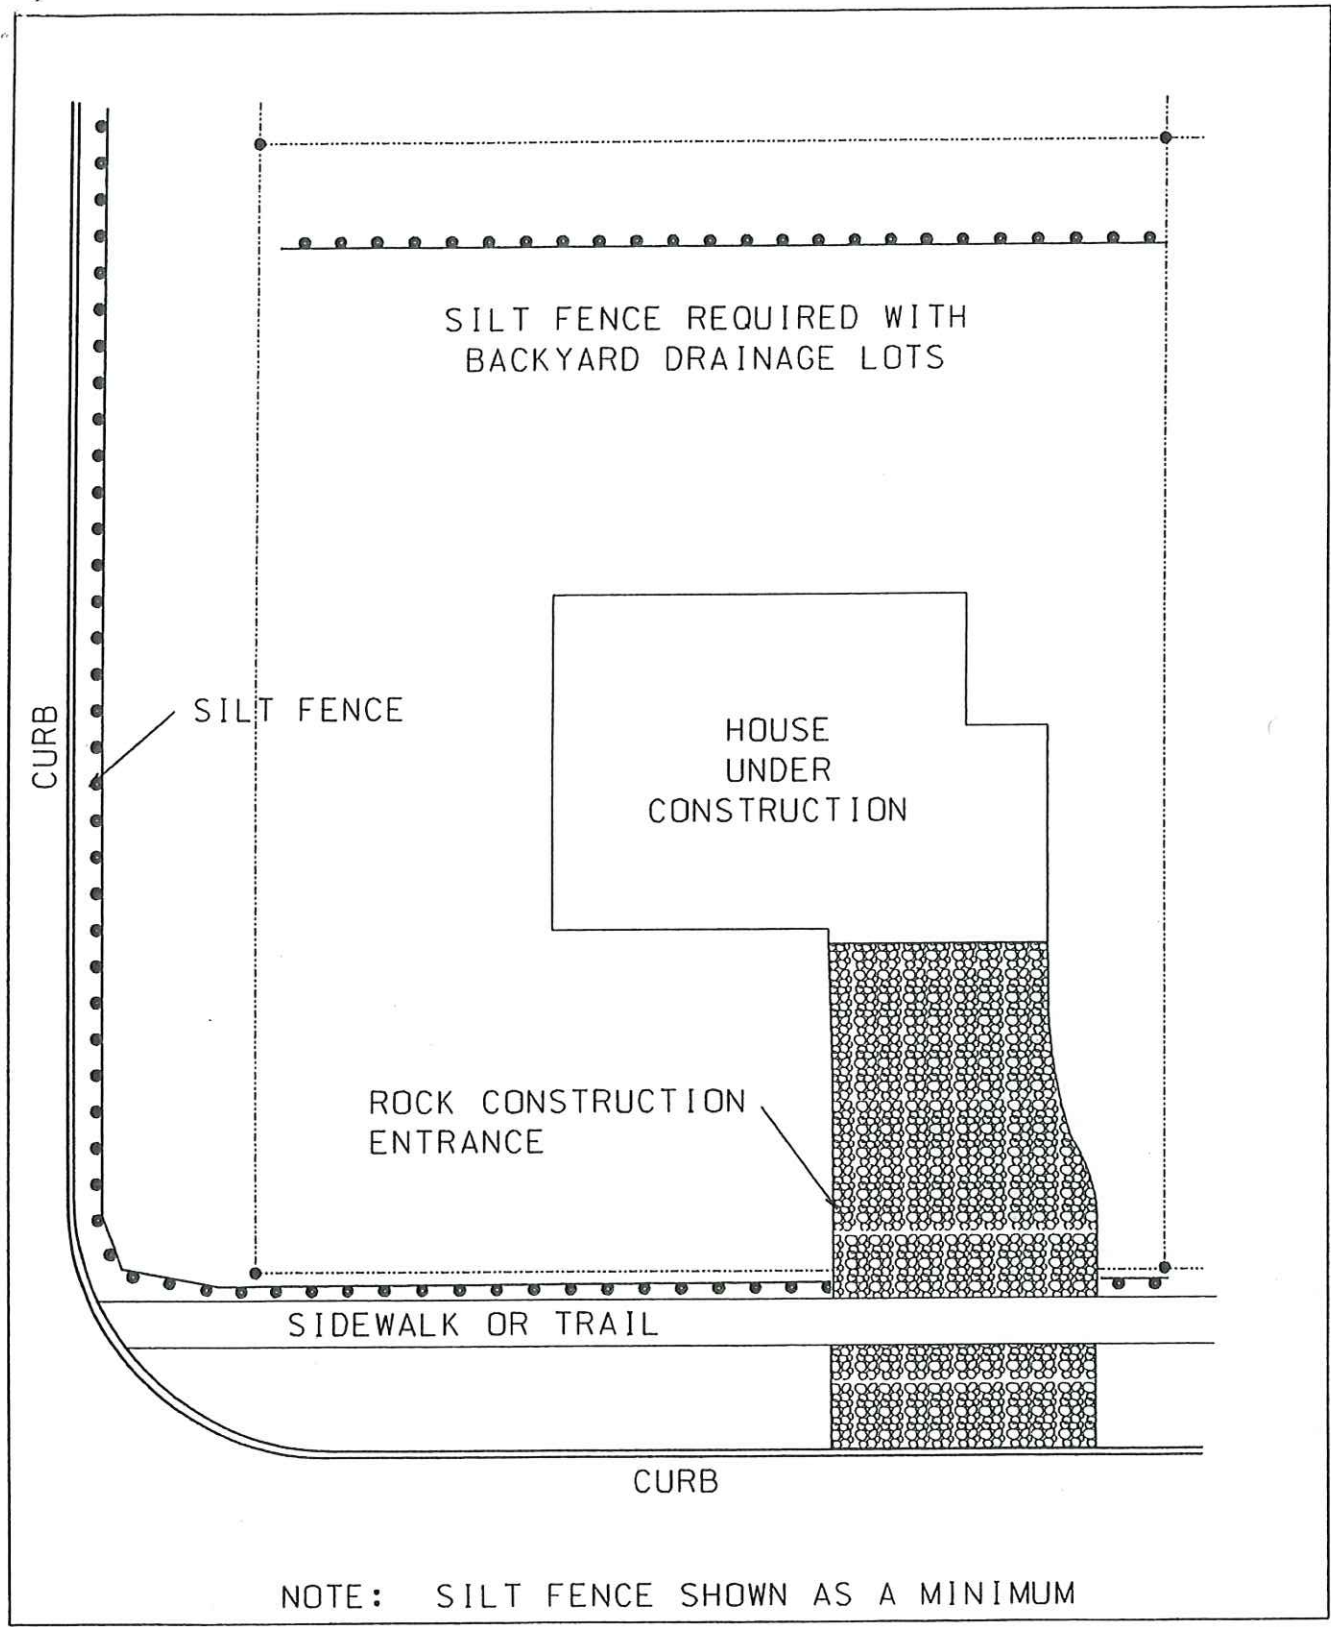 SILT FENCE REQUIRED WITH
BACKYARD DRAINAGE LOTS
SILT FENCE
CURB
HOUSE
UNDER
CONSTRUCTION
ROCK CONSTRUCTION
ENTRANCE
SIDEWALK OR TRAIL
CURB
NOTE: SILT FENCE SHOWN AS A MINIMUM